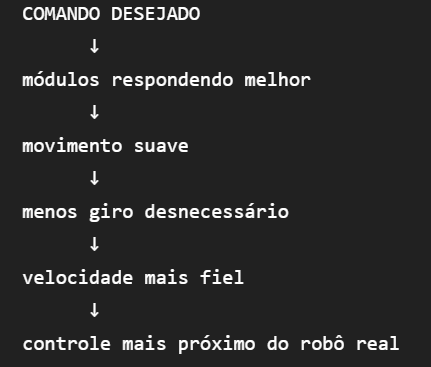 COMANDO DESEJADO
↓
módulos respondendo melhor
↓
movimento suave
↓
menos giro desnecessário
↓
velocidade mais fiel
↓
controle mais próximo do robô real